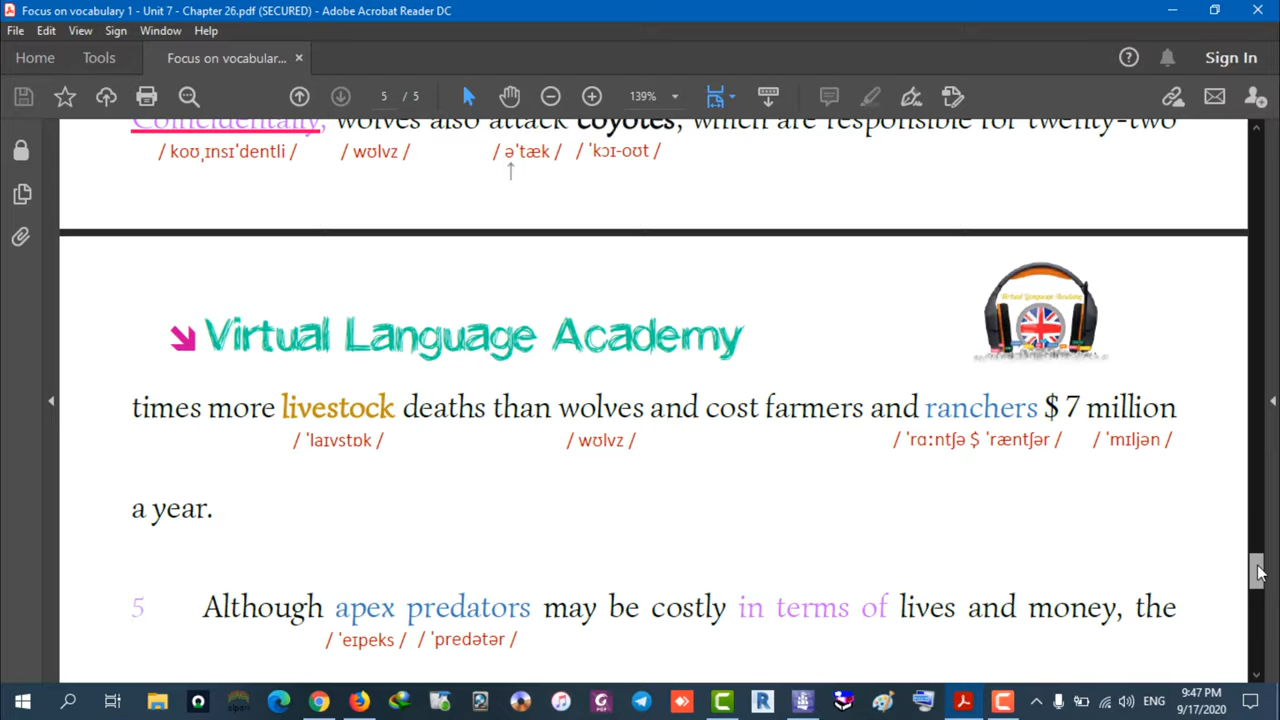 Focus on vocabulary 1 - Unit 7 - Chapter 26.pdf (SECURED) - Adobe Acrobat Reader DC
File Edit View Sign Window Help
Home Tools Focus on vocabular... × Sign In
5 / 5 139%
Coincidentally, wolves also attack coyotes, which are responsible for twenty-two
/ koʊˌɪnsɪˈdentli / / wʊlvz / / əˈtæk / / ˈkɔɪ-oʊt /
Virtual Language Academy
Virtual Language Academy
times more livestock deaths than wolves and cost farmers and ranchers $ 7 million
/ ˈlaɪvstɒk / / wʊlvz / / ˈrɑːntʃə $ ˈræntʃər / / ˈmɪljən /
a year.
5 Although apex predators may be costly in terms of lives and money, the
/ ˈeɪpeks / / ˈpredətər /
ENG 9:47 PM
9/17/2020